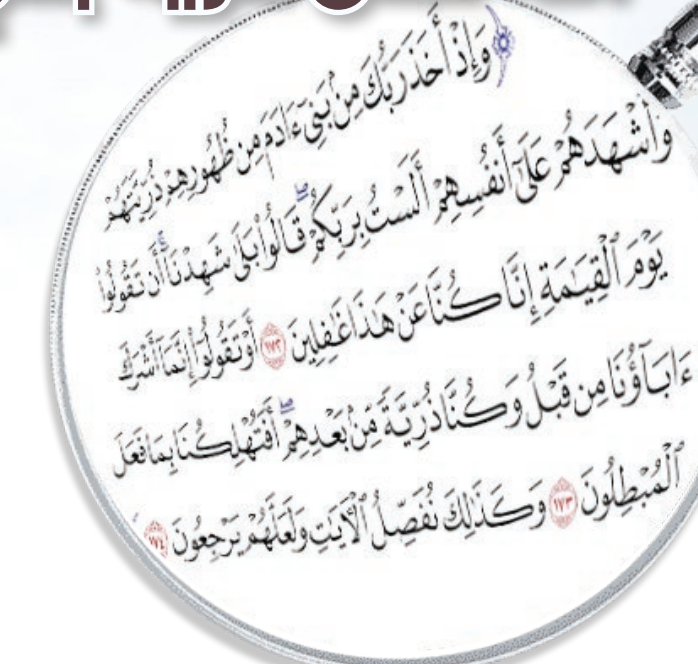 وَإِذْ أَخَذَ رَبُّكَ مِنۢ بَنِىٓ ءَادَمَ مِن ظُهُورِهِمْ ذُرِّيَّتَهُمْ
وَأَشْهَدَهُمْ عَلَىٰٓ أَنفُسِهِمْ أَلَسْتُ بِرَبِّكُمْ ۖ قَالُوا۟ بَلَىٰ شَهِدْنَآ ۚ أَن تَقُولُوا۟
يَوْمَ ٱلْقِيَٰمَةِ إِنَّا كُنَّا عَنْ هَٰذَا غَٰفِلِينَ ١٧٢ أَوْ تَقُولُوٓا۟ إِنَّمَآ أَشْرَكَ
ءَابَآؤُنَا مِن قَبْلُ وَكُنَّا ذُرِّيَّةً مِّنۢ بَعْدِهِمْ ۖ أَفَتُهْلِكُنَا بِمَا فَعَلَ
ٱلْمُبْطِلُونَ ١٧٣ وَكَذَٰلِكَ نُفَصِّلُ ٱلْءَايَٰتِ وَلَعَلَّهُمْ يَرْجِعُونَ ١٧٤